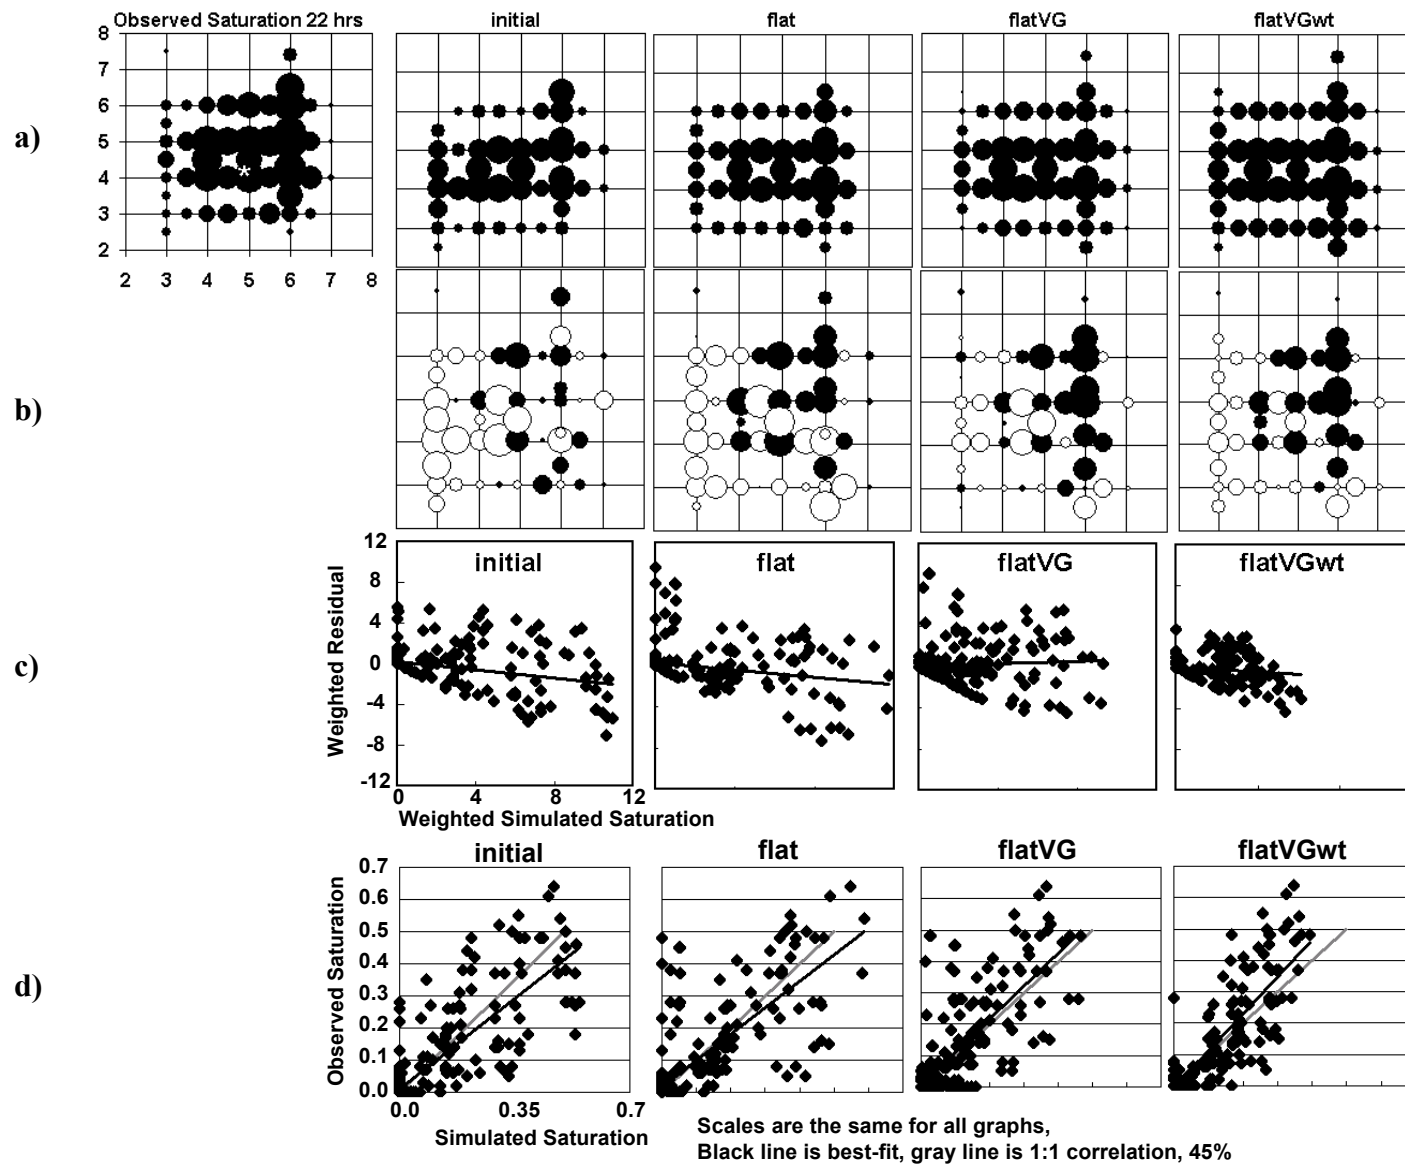 Observed Saturation 22 hrs
initial
flat
flatVG
flatVGwt
a)
8
7
6
5
4
3
2
2 3 4 5 6 7 8
*
b)
c)
Weighted Residual
12
8
4
0
-4
-8
-12
initial
flat
flatVG
flatVGwt
0 4 8 12
Weighted Simulated Saturation
d)
initial
flat
flatVG
flatVGwt
Observed Saturation
0.7
0.6
0.5
0.4
0.3
0.2
0.1
0.0
0.0 0.35 0.7
Simulated Saturation
Scales are the same for all graphs,
Black line is best-fit, gray line is 1:1 correlation, 45%